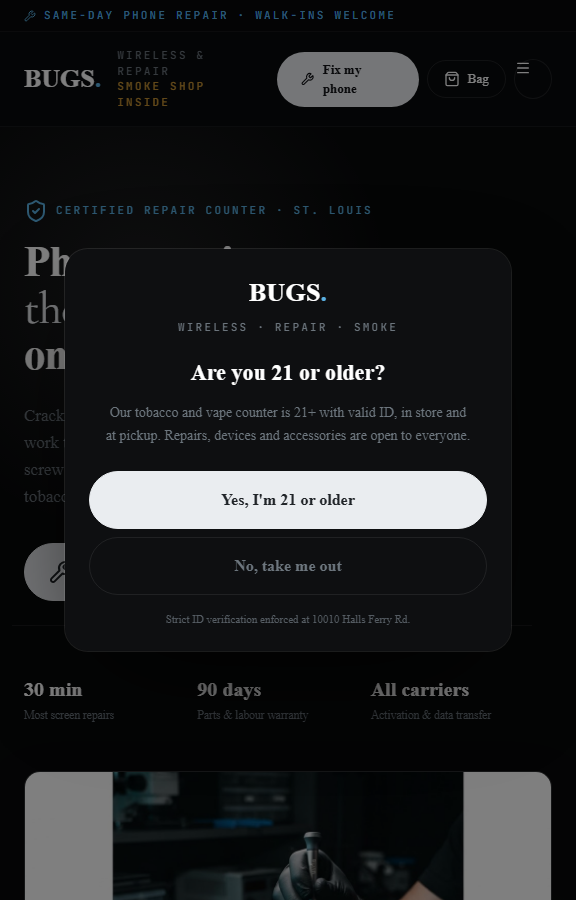 SAME-DAY PHONE REPAIR · WALK-INS WELCOME
BUGS.
WIRELESS &
REPAIR
SMOKE SHOP
INSIDE
Fix my
phone
Bag
CERTIFIED REPAIR COUNTER · ST. LOUIS
BUGS.
WIRELESS · REPAIR · SMOKE
Are you 21 or older?
Our tobacco and vape counter is 21+ with valid ID, in store and
at pickup. Repairs, devices and accessories are open to everyone.
Yes, I'm 21 or older
No, take me out
Strict ID verification enforced at 10010 Halls Ferry Rd.
30 min
Most screen repairs
90 days
Parts & labour warranty
All carriers
Activation & data transfer